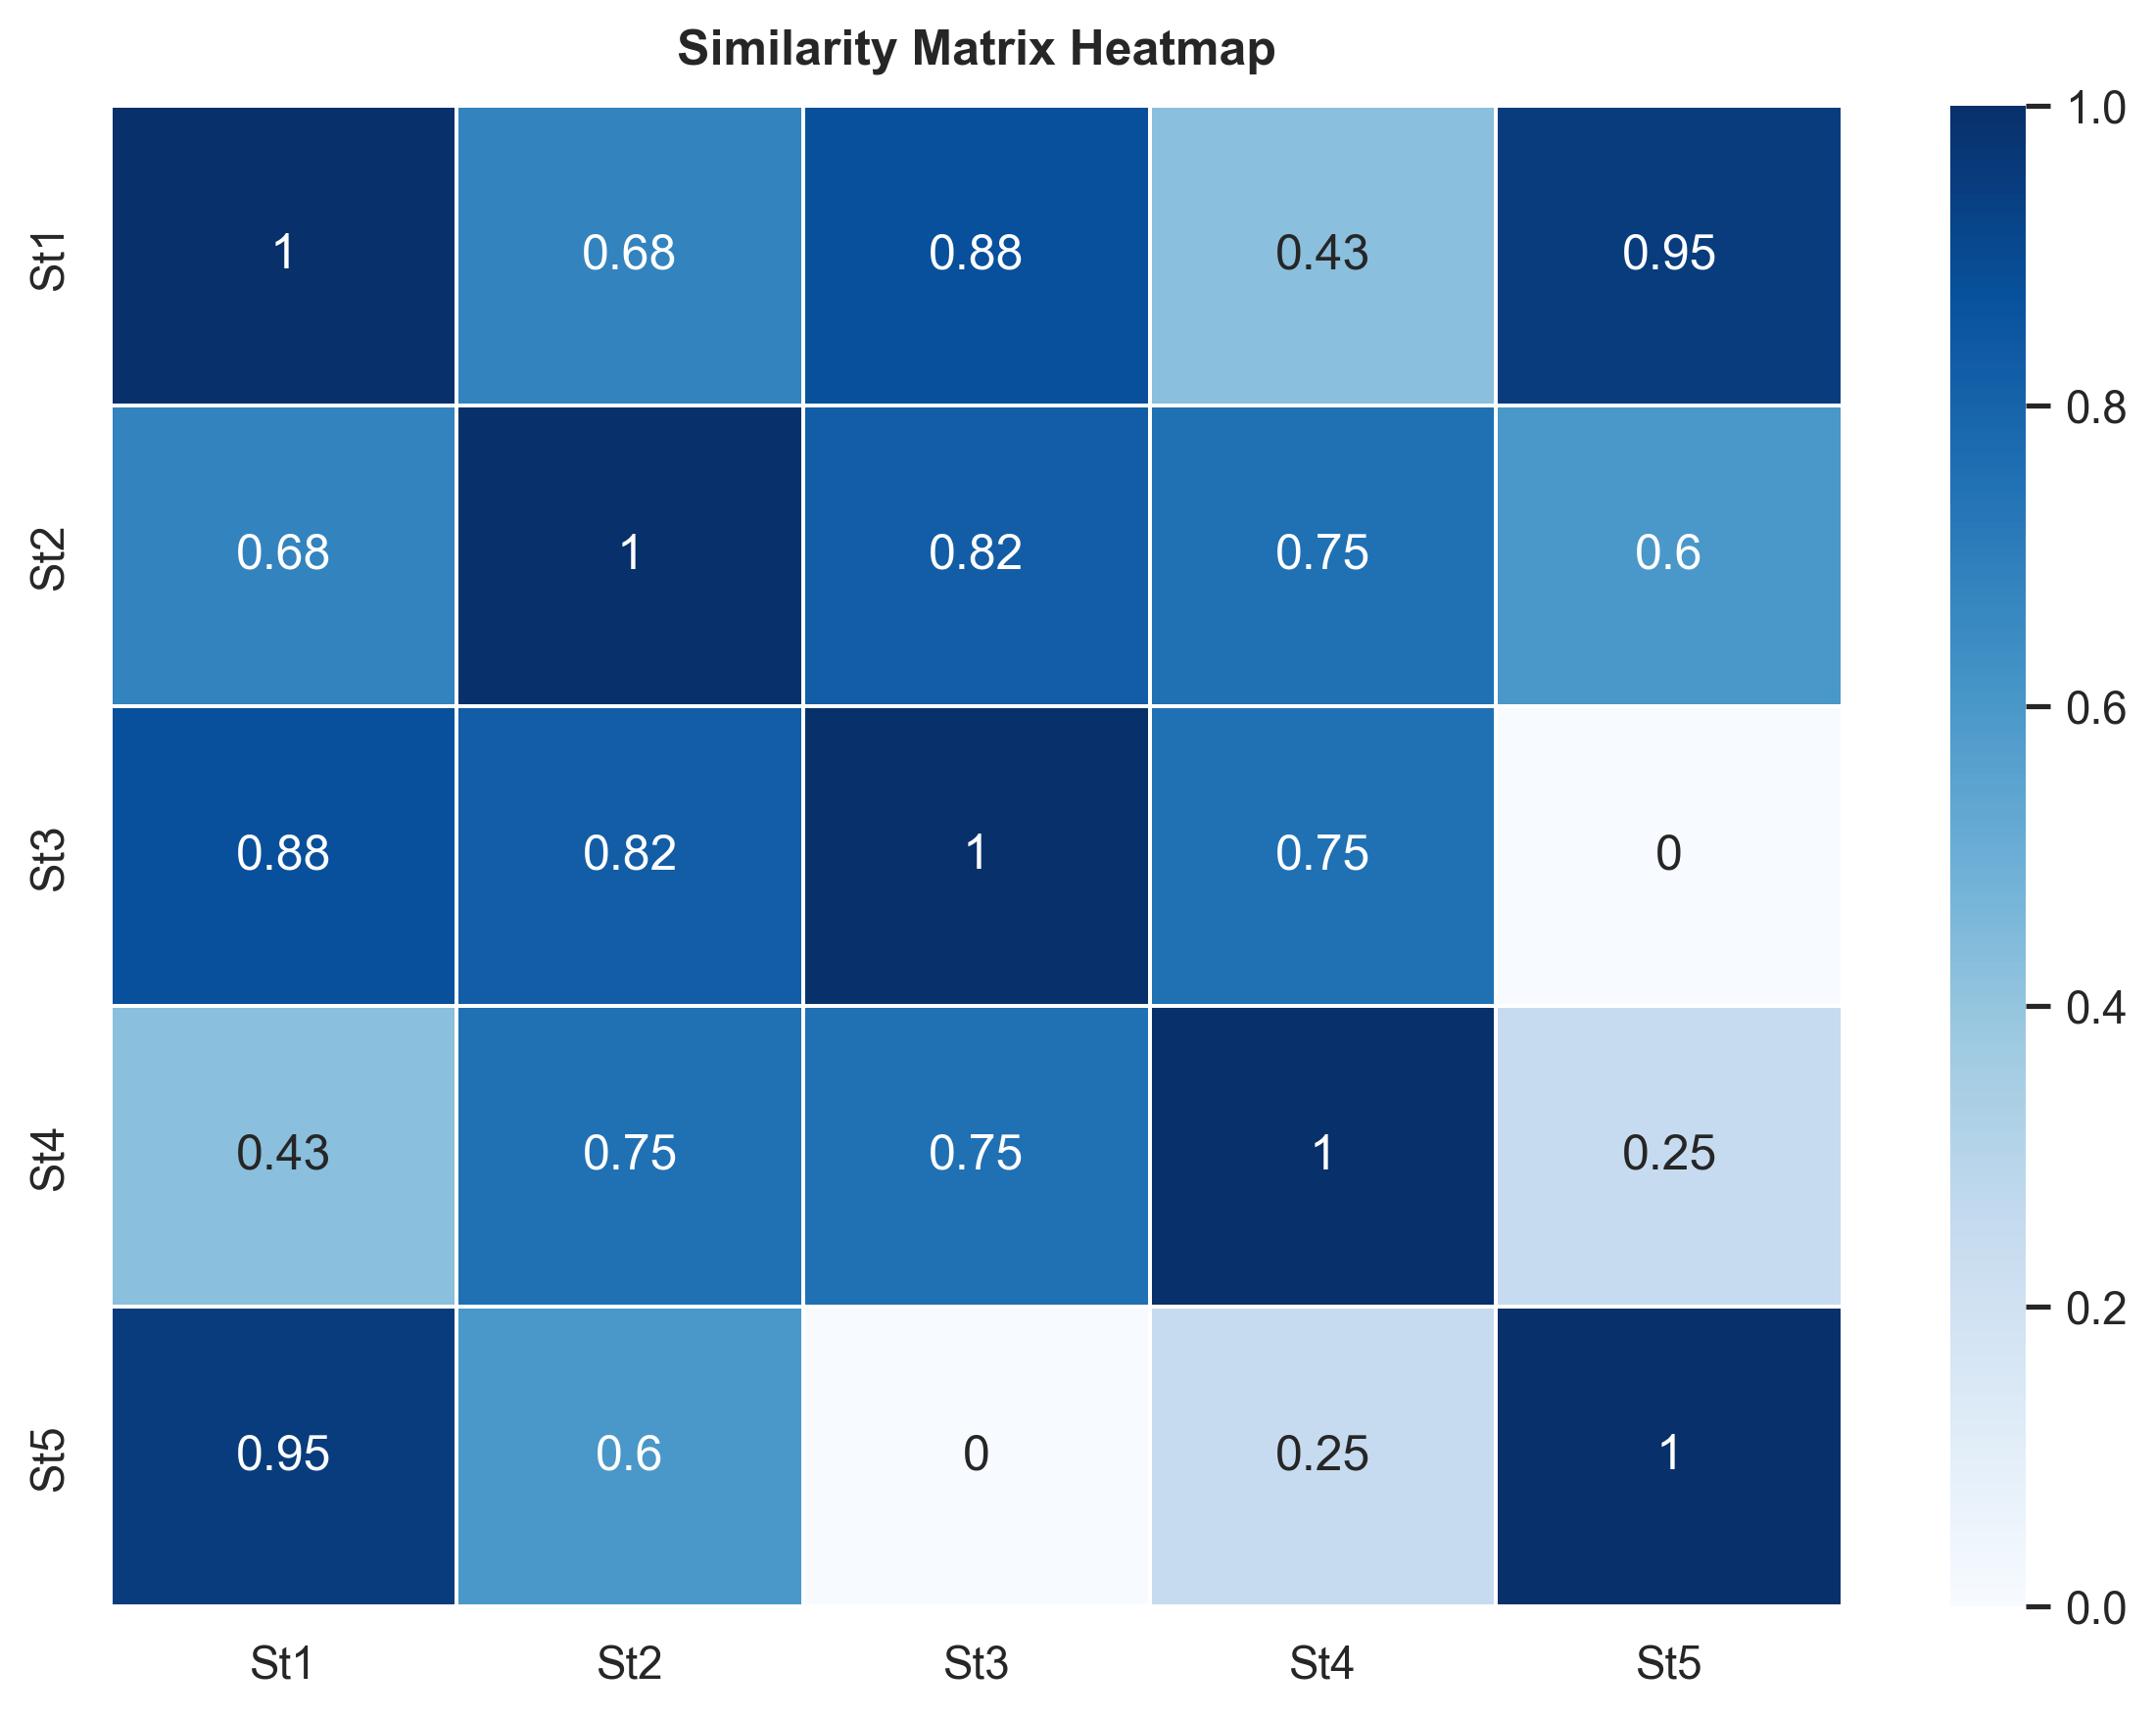 Similarity Matrix Heatmap
St1 1 0.68 0.88 0.43 0.95
St2 0.68 1 0.82 0.75 0.6
St3 0.88 0.82 1 0.75 0
St4 0.43 0.75 0.75 1 0.25
St5 0.95 0.6 0 0.25 1
St1 St2 St3 St4 St5
1.0
0.8
0.6
0.4
0.2
0.0